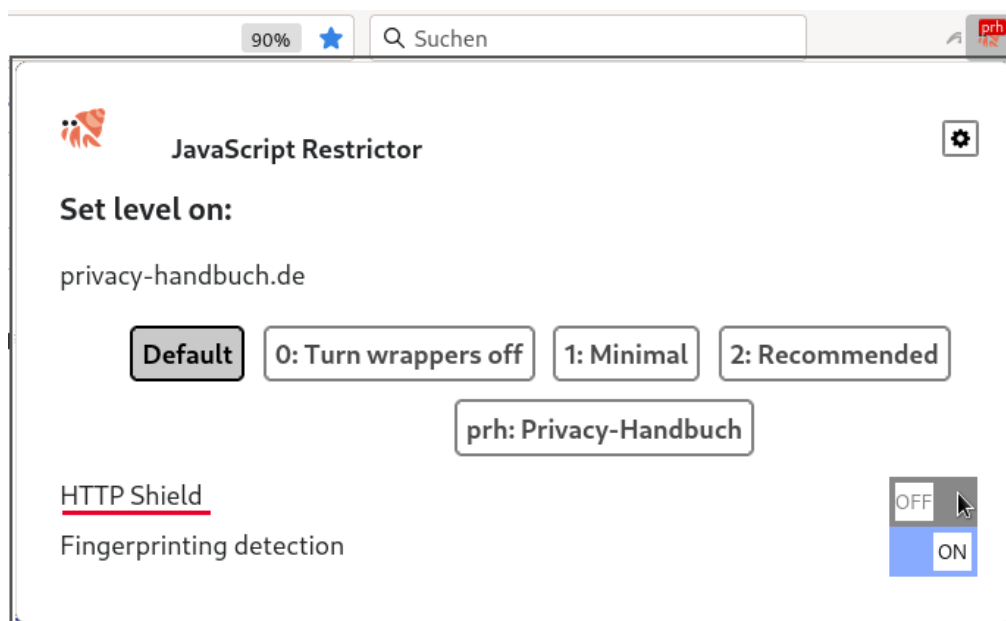 90% Suchen prh
JavaScript Restrictor
Set level on:
privacy-handbuch.de
Default 0: Turn wrappers off 1: Minimal 2: Recommended
prh: Privacy-Handbuch
HTTP Shield OFF
Fingerprinting detection ON